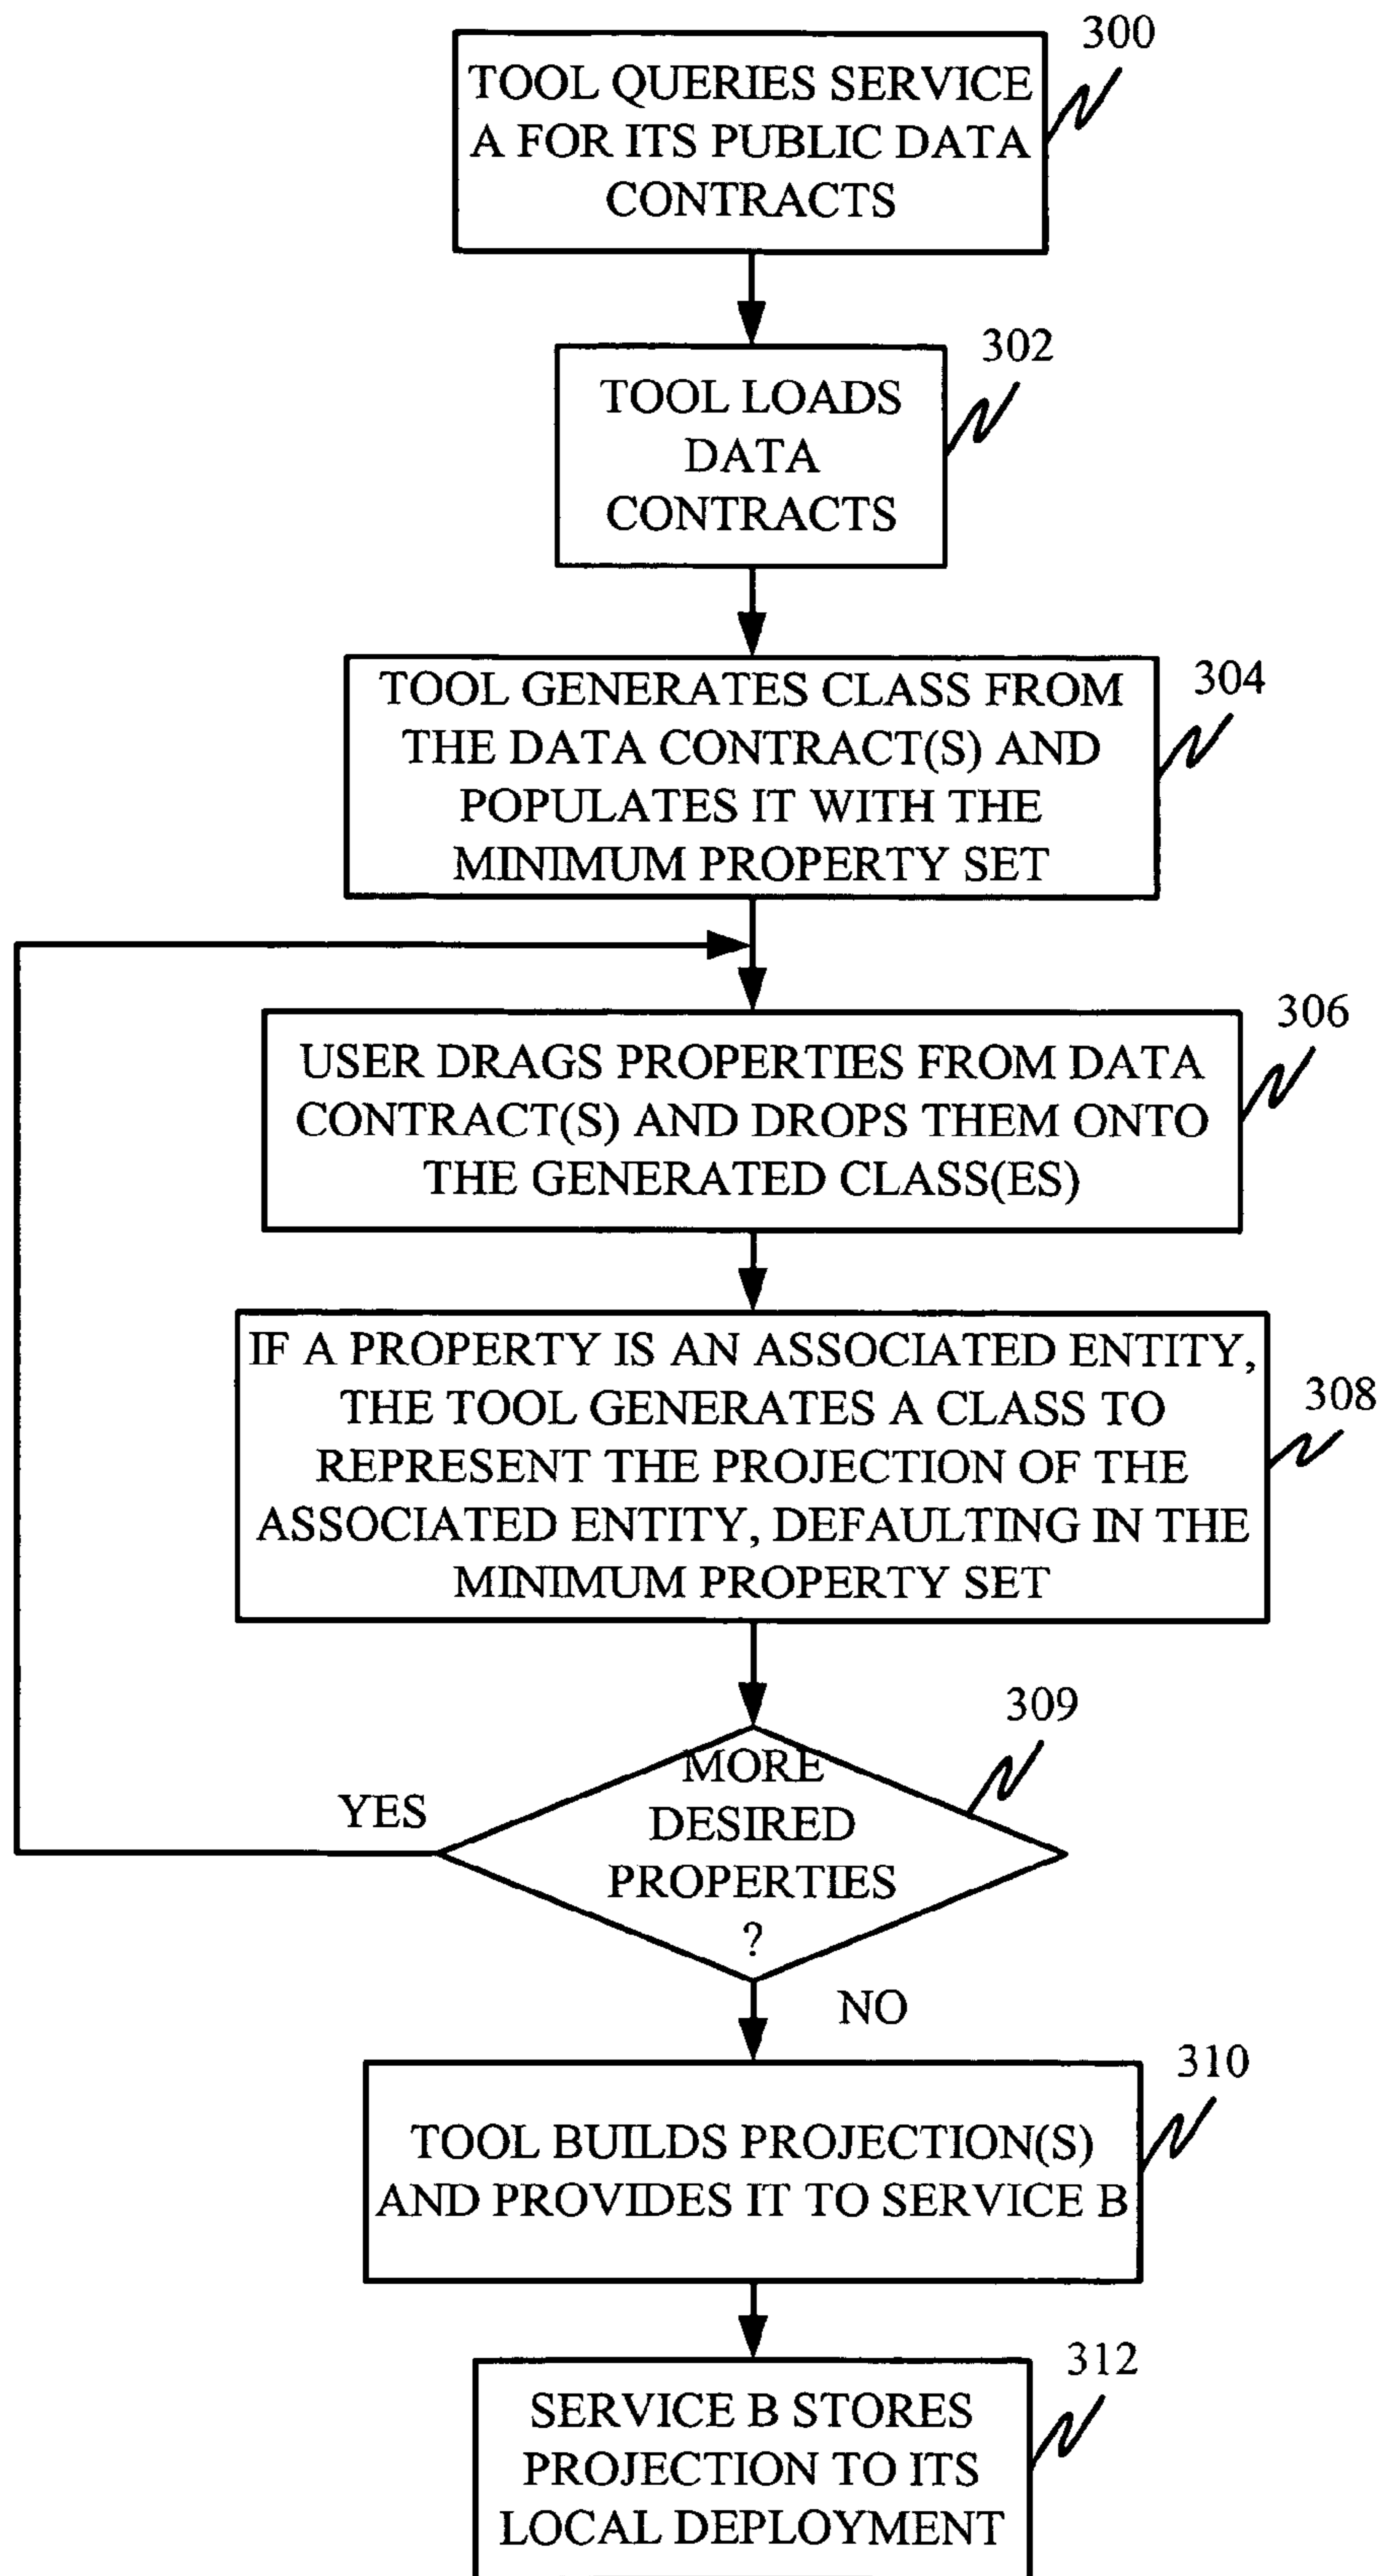 300
TOOL QUERIES SERVICE
A FOR ITS PUBLIC DATA
CONTRACTS
302
TOOL LOADS
DATA
CONTRACTS
304
TOOL GENERATES CLASS FROM
THE DATA CONTRACT(S) AND
POPULATES IT WITH THE
MINIMUM PROPERTY SET
306
USER DRAGS PROPERTIES FROM DATA
CONTRACT(S) AND DROPS THEM ONTO
THE GENERATED CLASS(ES)
308
IF A PROPERTY IS AN ASSOCIATED ENTITY,
THE TOOL GENERATES A CLASS TO
REPRESENT THE PROJECTION OF THE
ASSOCIATED ENTITY, DEFAULTING IN THE
MINIMUM PROPERTY SET
309
MORE
DESIRED
PROPERTIES
?
YES
NO
310
TOOL BUILDS PROJECTION(S)
AND PROVIDES IT TO SERVICE B
312
SERVICE B STORES
PROJECTION TO ITS
LOCAL DEPLOYMENT